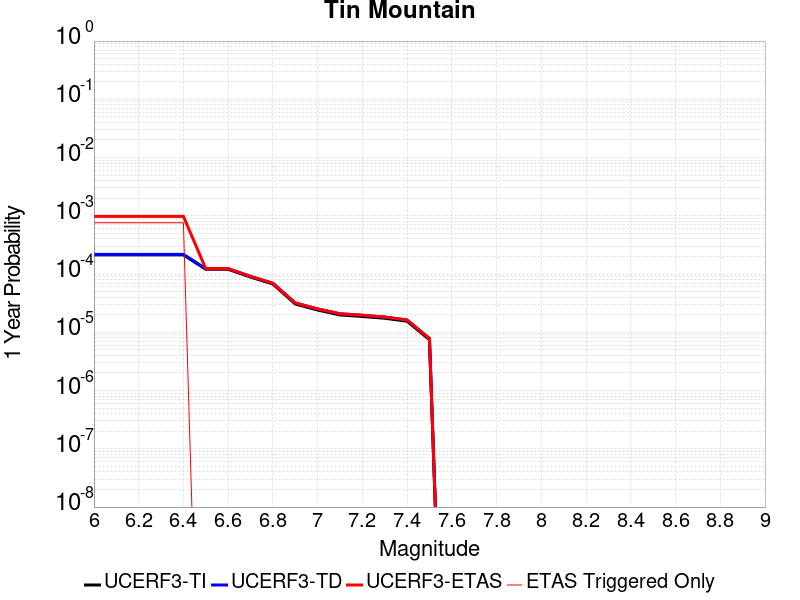 Tin Mountain
10^0
10^-1
10^-2
10^-3
10^-4
10^-5
10^-6
10^-7
10^-8
1 Year Probability
6 6.2 6.4 6.6 6.8 7 7.2 7.4 7.6 7.8 8 8.2 8.4 8.6 8.8 9
Magnitude
UCERF3-TI UCERF3-TD UCERF3-ETAS ETAS Triggered Only